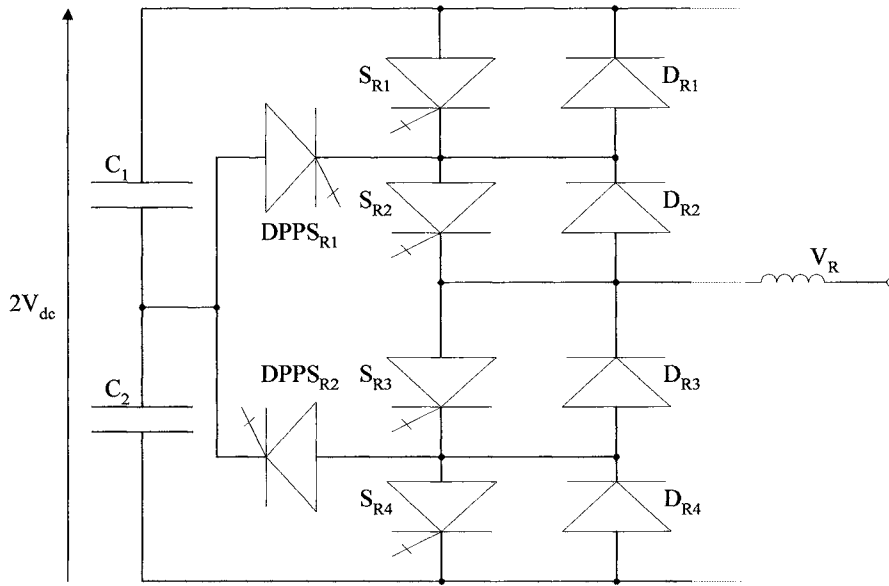 S_R1
D_R1
C_1
S_R2
D_R2
DPPS_R1
V_R
2V_dc
DPPS_R2
S_R3
D_R3
C_2
S_R4
D_R4